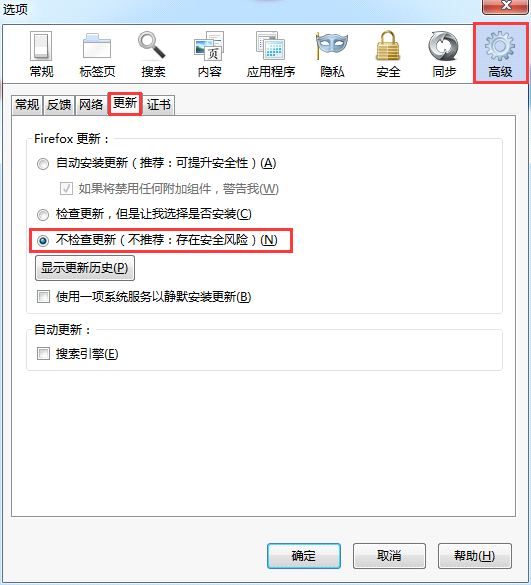 选项
常规 标签页 搜索 内容 应用程序 隐私 安全 同步 高级
常规 反馈 网络 更新 证书
Firefox 更新：
自动安装更新（推荐：可提升安全性）(A)
如果将禁用任何附加组件，警告我(W)
检查更新，但是让我选择是否安装(C)
不检查更新（不推荐：存在安全风险）(N)
显示更新历史(P)
使用一项系统服务以静默安装更新(B)
自动更新：
搜索引擎(E)
确定 取消 帮助(H)